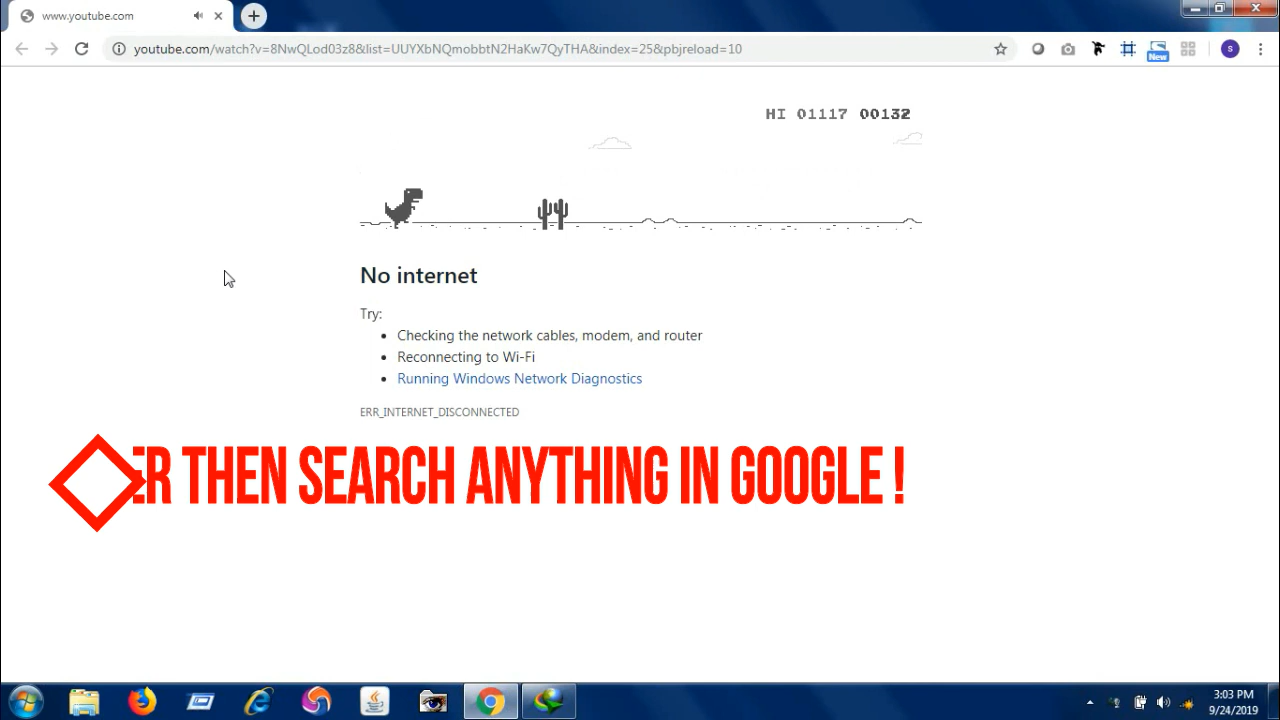 www.youtube.com
youtube.com/watch?v=8NwQLod03z8&list=UUYXbNQmobbtN2HaKw7QyTHA&index=25&pbjreload=10
New
S
HI 01117 00132
No internet
Try:
Checking the network cables, modem, and router
Reconnecting to Wi-Fi
Running Windows Network Diagnostics
ERR_INTERNET_DISCONNECTED
ER THEN SEARCH ANYTHING IN GOOGLE !
3:03 PM
9/24/2019